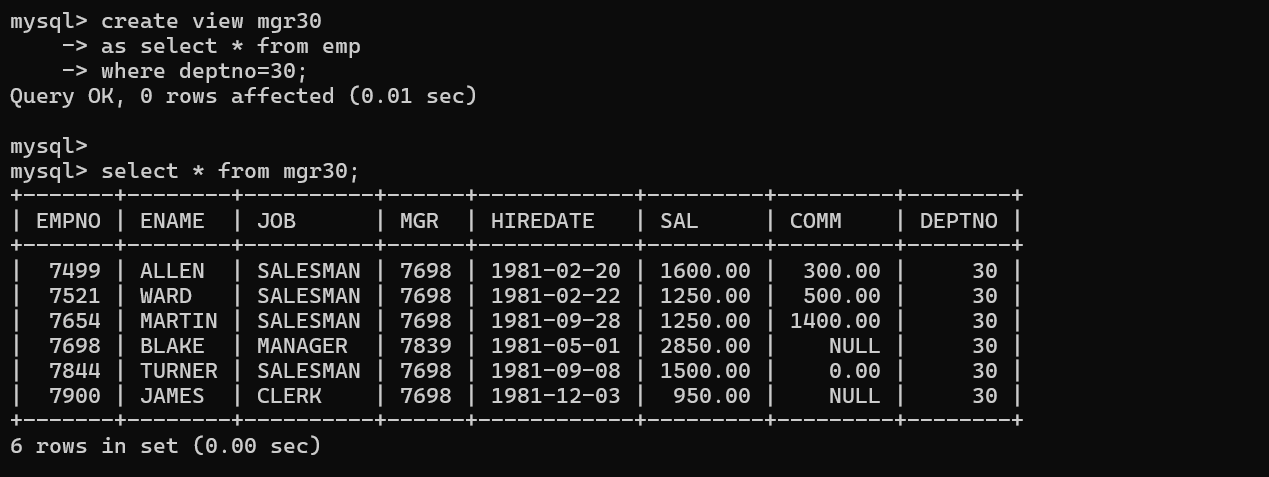 mysql> create view mgr30
    -> as select * from emp
    -> where deptno=30;
Query OK, 0 rows affected (0.01 sec)

mysql>
mysql> select * from mgr30;
+-------+--------+----------+------+------------+---------+---------+--------+
| EMPNO | ENAME  | JOB      | MGR  | HIREDATE   | SAL     | COMM    | DEPTNO |
+-------+--------+----------+------+------------+---------+---------+--------+
|  7499 | ALLEN  | SALESMAN | 7698 | 1981-02-20 | 1600.00 |  300.00 |     30 |
|  7521 | WARD   | SALESMAN | 7698 | 1981-02-22 | 1250.00 |  500.00 |     30 |
|  7654 | MARTIN | SALESMAN | 7698 | 1981-09-28 | 1250.00 | 1400.00 |     30 |
|  7698 | BLAKE  | MANAGER  | 7839 | 1981-05-01 | 2850.00 |    NULL |     30 |
|  7844 | TURNER | SALESMAN | 7698 | 1981-09-08 | 1500.00 |    0.00 |     30 |
|  7900 | JAMES  | CLERK    | 7698 | 1981-12-03 |  950.00 |    NULL |     30 |
+-------+--------+----------+------+------------+---------+---------+--------+
6 rows in set (0.00 sec)